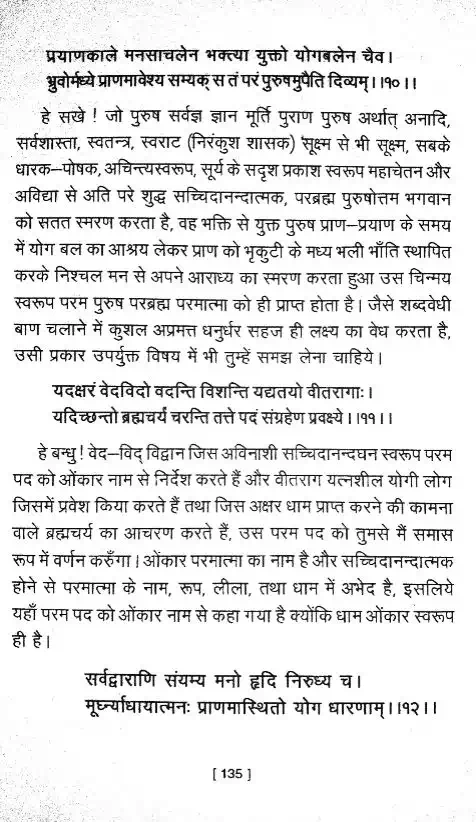 प्रयाणकाले मनसाचलेन भक्त्या युक्तो योगबलेन चैव।
भ्रुवोर्मध्ये प्राणमावेश्य सम्यक् स तं परं पुरुषमुपैति दिव्यम्।।१०।।
हे सखे ! जो पुरुष सर्वज्ञ ज्ञान मूर्ति पुराण पुरुष अर्थात् अनादि,
सर्वशास्ता, स्वतन्त्र, स्वराट (निरंकुश शासक) सूक्ष्म से भी सूक्ष्म, सबके
धारक–पोषक, अचिन्त्यस्वरूप, सूर्य के सदृश प्रकाश स्वरूप महाचेतन और
अविद्या से अति परे शुद्ध सच्चिदानन्दात्मक, परब्रह्म पुरुषोत्तम भगवान
को सतत स्मरण करता है, वह भक्ति से युक्त पुरुष प्राण–प्रयाण के समय
में योग बल का आश्रय लेकर प्राण को भृकुटी के मध्य भली भाँति स्थापित
करके निश्चल मन से अपने आराध्य का स्मरण करता हुआ उस चिन्मय
स्वरूप परम पुरुष परब्रह्म परमात्मा को ही प्राप्त होता है। जैसे शब्दवेधी
बाण चलाने में कुशल अप्रमत्त धनुर्धर सहज ही लक्ष्य का वेध करता है,
उसी प्रकार उपर्युक्त विषय में भी तुम्हें समझ लेना चाहिये।
यदक्षरं वेदविदो वदन्ति विशन्ति यद्यतयो वीतरागाः।
यदिच्छन्तो ब्रह्मचर्यं चरन्ति तत्ते पदं संग्रहेण प्रवक्ष्ये।।११।।
हे बन्धु ! वेद–विद् विद्वान जिस अविनाशी सच्चिदानन्दघन स्वरूप परम
पद को ओंकार नाम से निर्देश करते हैं और वीतराग यत्नशील योगी लोग
जिसमें प्रवेश किया करते हैं तथा जिस अक्षर धाम प्राप्त करने की कामना
वाले ब्रह्मचर्य का आचरण करते हैं, उस परम पद को तुमसे मैं समास
रूप में वर्णन करुँगा। ओंकार परमात्मा का नाम है और सच्चिदानन्दात्मक
होने से परमात्मा के नाम, रूप, लीला, तथा धाम में अभेद है, इसलिये
यहाँ परम पद को ओंकार नाम से कहा गया है क्योंकि धाम ओंकार स्वरूप
ही है।
सर्वद्वाराणि संयम्य मनो हृदि निरुध्य च।
मूर्ध्न्याधायात्मनः प्राणमास्थितो योग धारणाम्।।१२।।
[ 135 ]